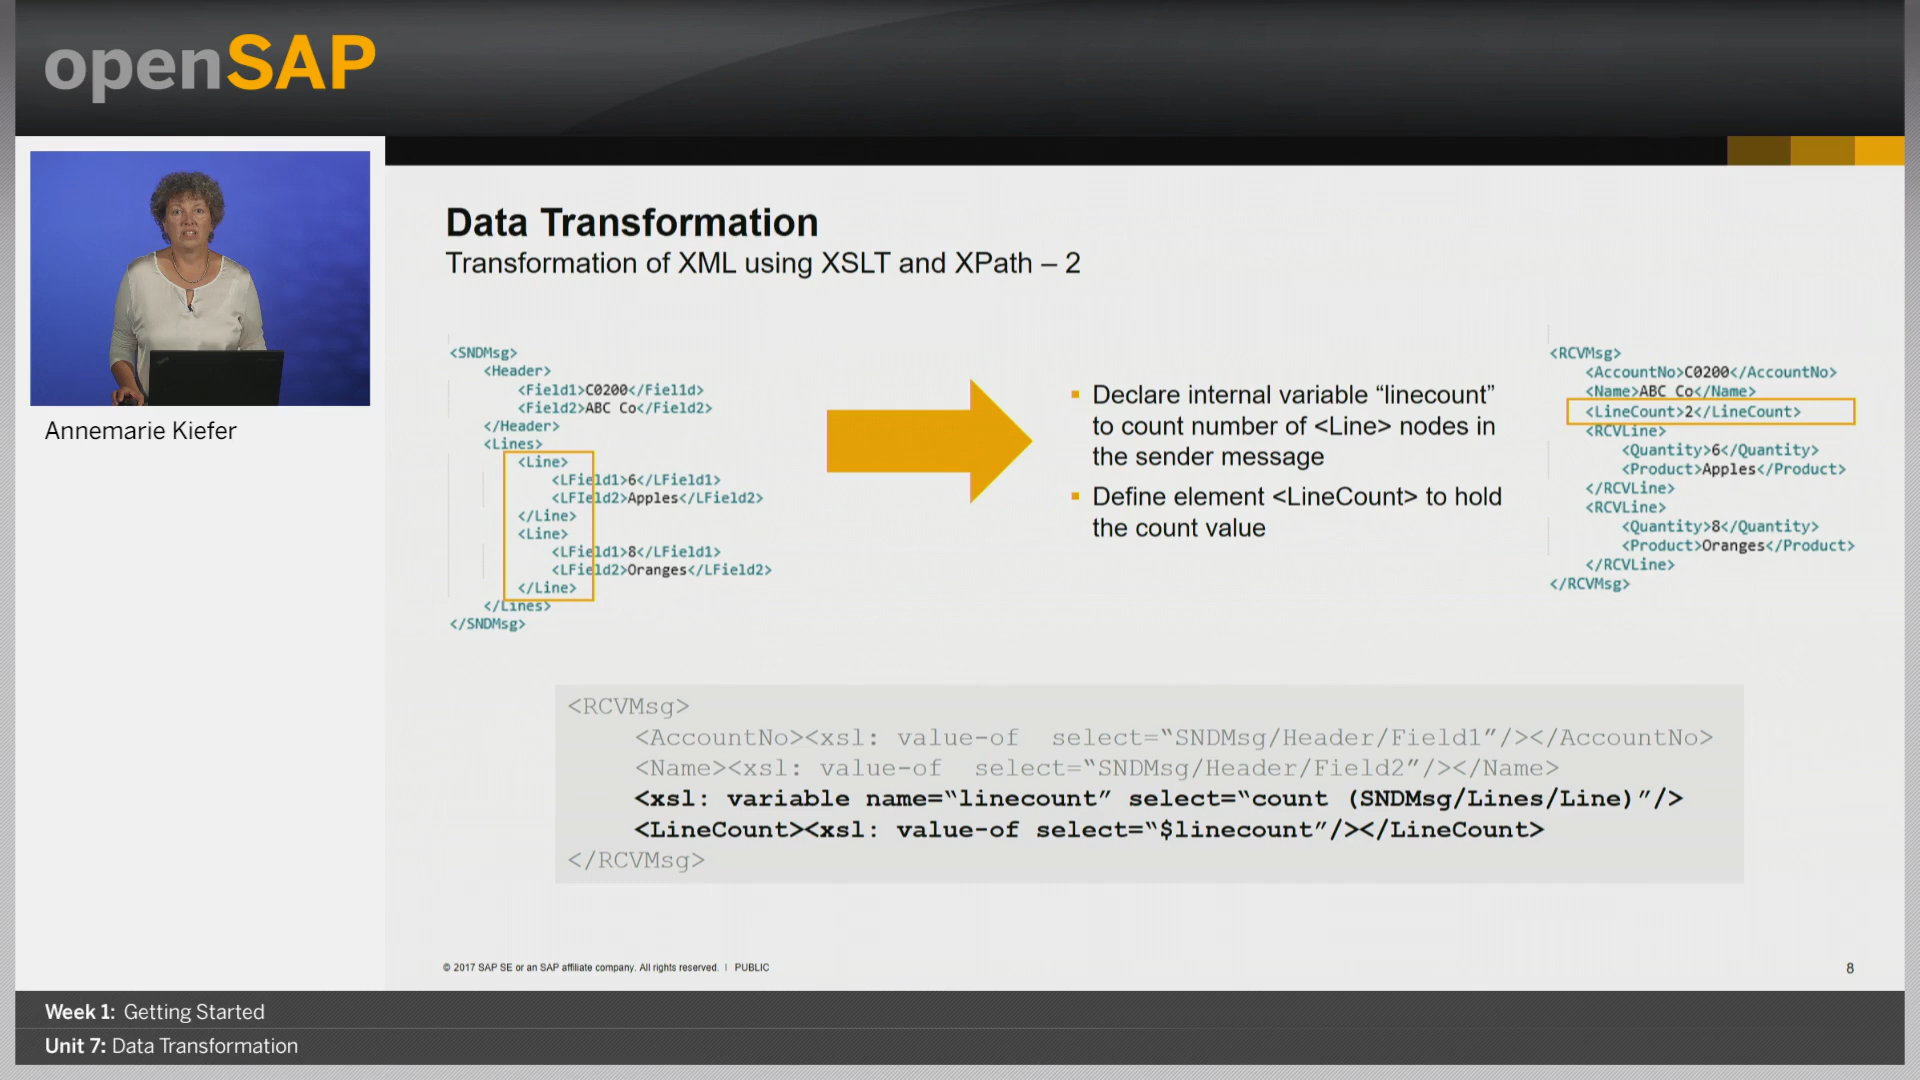 openSAP
Annemarie Kiefer
Data Transformation
Transformation of XML using XSLT and XPath – 2
<SNDMsg>
<Header>
<Field1>C0200</Fiel1d>
<Field2>ABC Co</Field2>
</Header>
<Lines>
<Line>
<LField1>6</LField1>
<LFIeld2>Apples</LField2>
</Line>
<Line>
<LField1>8</LField1>
<LField2>Oranges</LField2>
</Line>
</Lines>
</SNDMsg>
▪ Declare internal variable “linecount”
to count number of <Line> nodes in
the sender message
▪ Define element <LineCount> to hold
the count value
<RCVMsg>
<AccountNo>C0200</AccountNo>
<Name>ABC Co</Name>
<LineCount>2</LineCount>
<RCVLine>
<Quantity>6</Quantity>
<Product>Apples</Product>
</RCVLine>
<RCVLine>
<Quantity>8</Quantity>
<Product>Oranges</Product>
</RCVLine>
</RCVMsg>
<RCVMsg>
<AccountNo><xsl: value-of select=“SNDMsg/Header/Field1”/></AccountNo>
<Name><xsl: value-of select=“SNDMsg/Header/Field2”/></Name>
<xsl: variable name=“linecount” select=“count (SNDMsg/Lines/Line)”/>
<LineCount><xsl: value-of select=“$linecount”/></LineCount>
</RCVMsg>
© 2017 SAP SE or an SAP affiliate company. All rights reserved. | PUBLIC
8
Week 1: Getting Started
Unit 7: Data Transformation